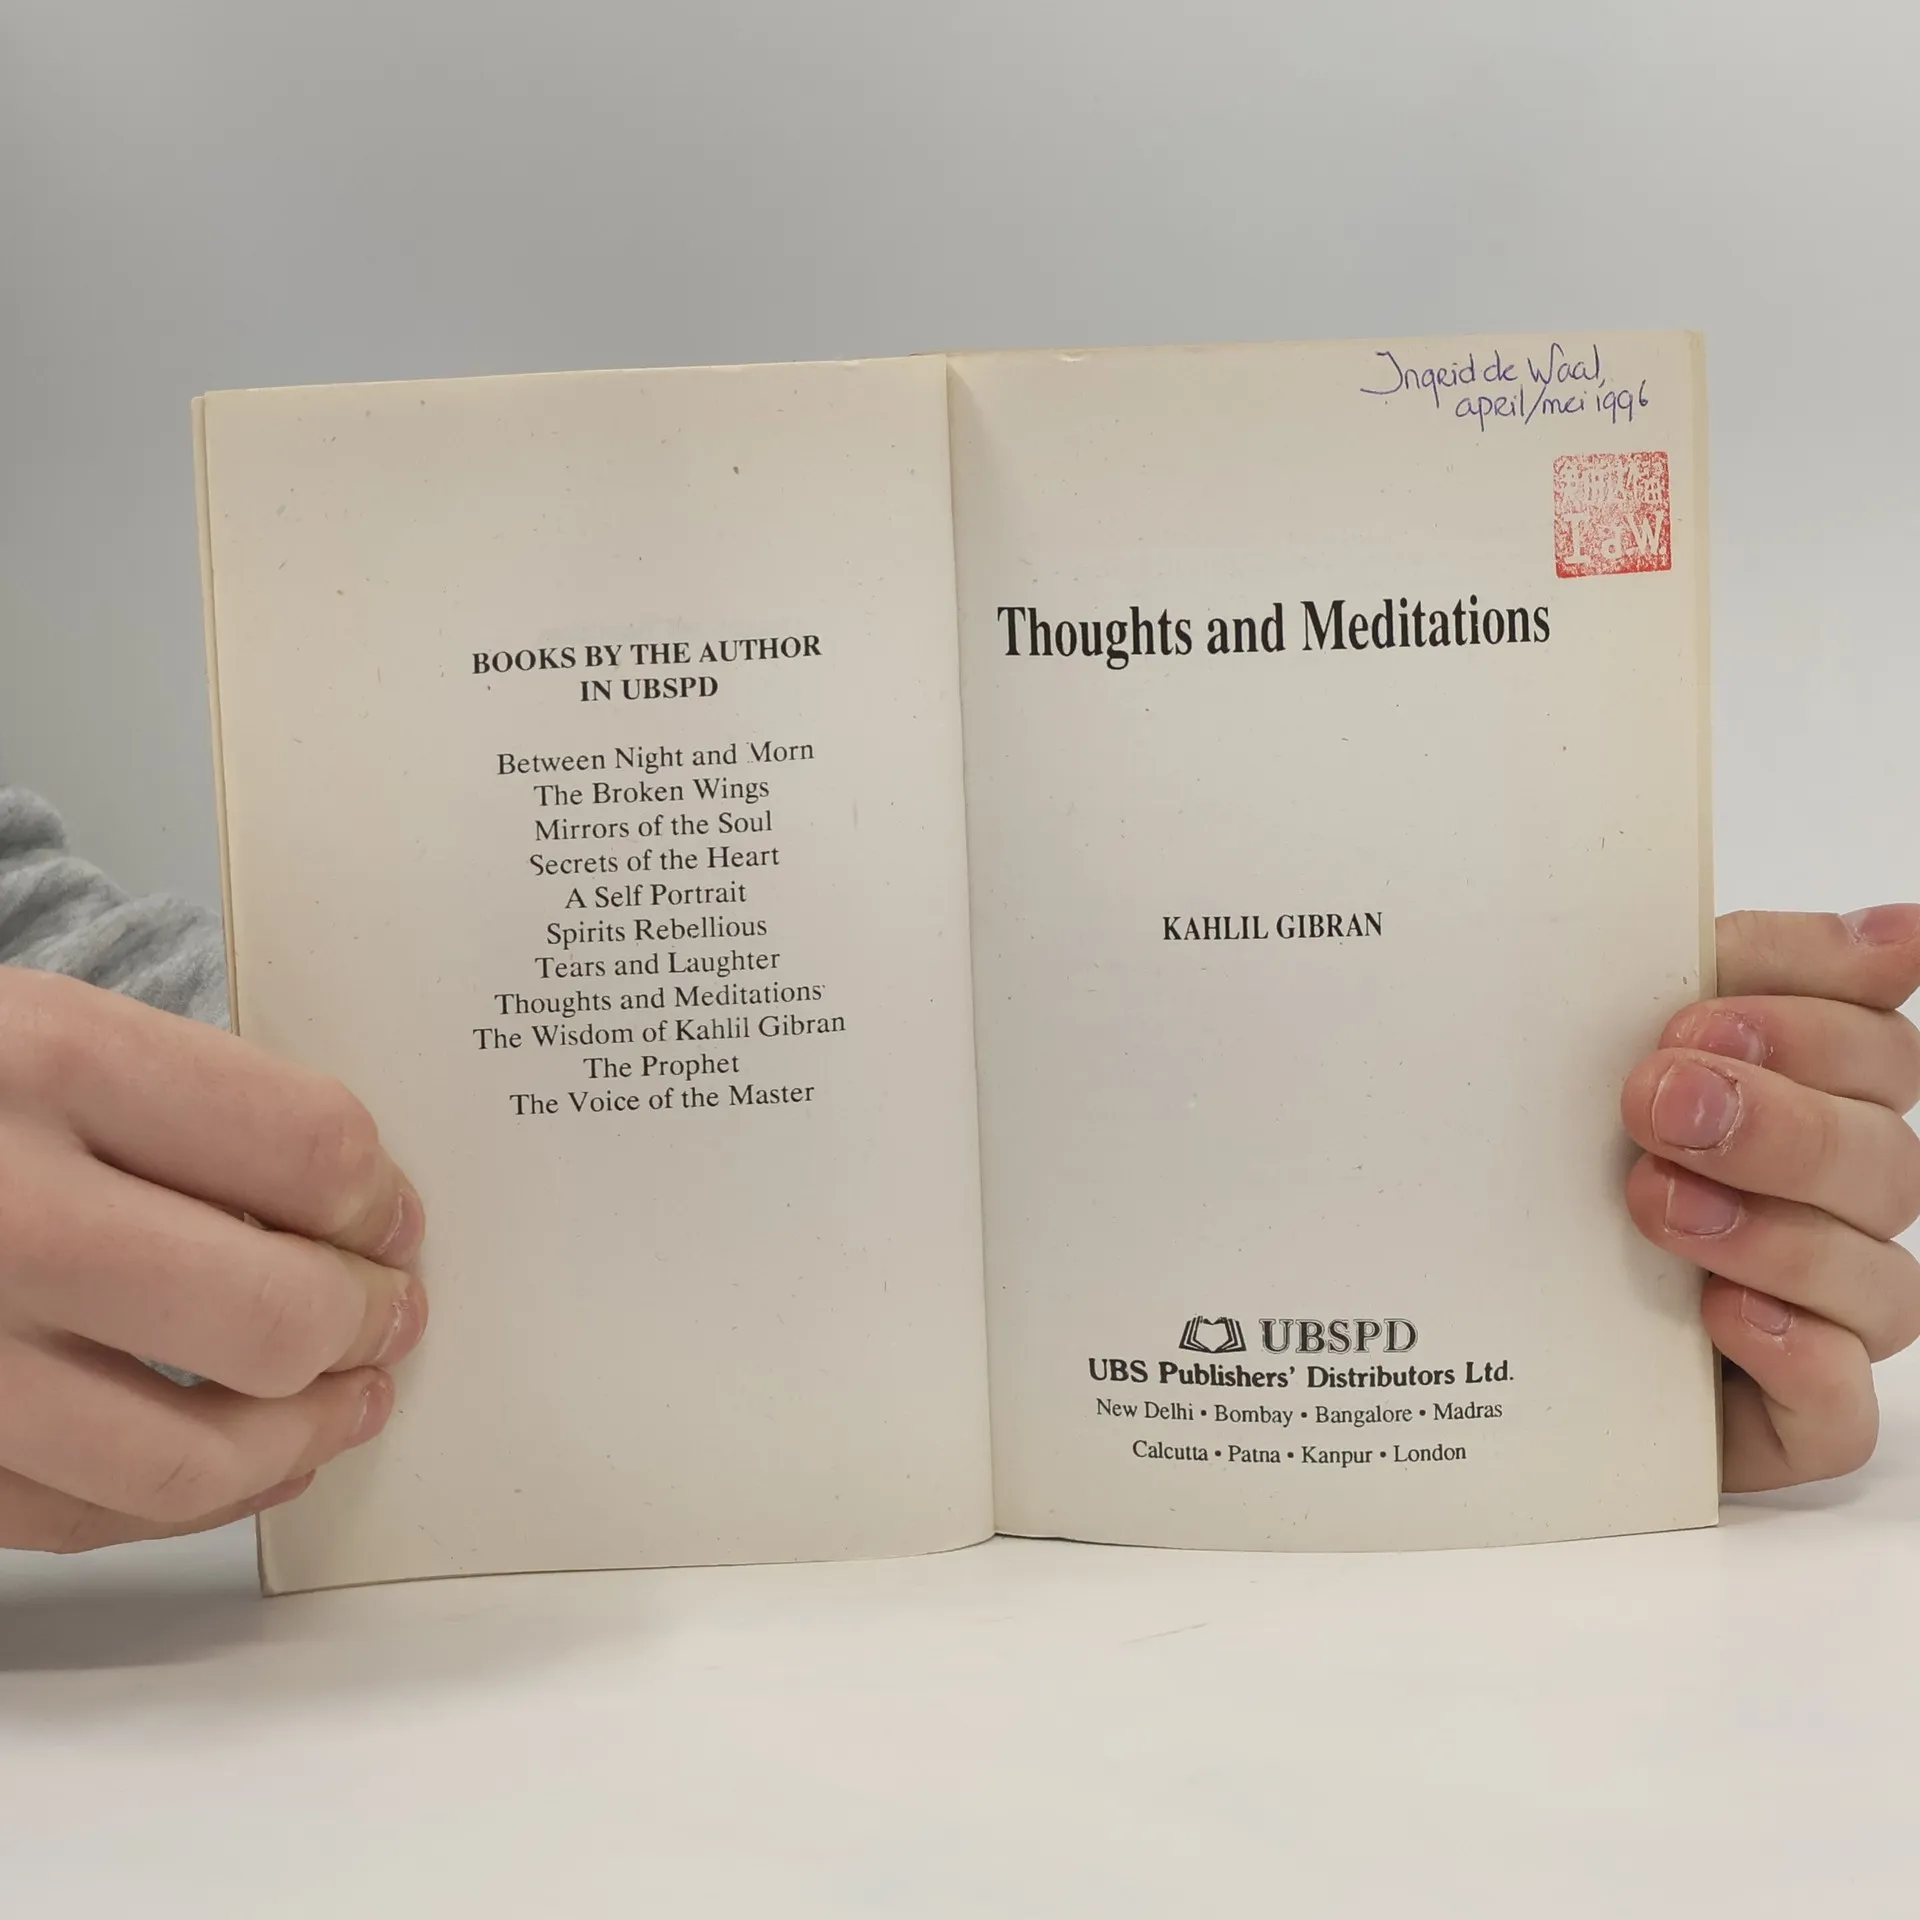 BOOKS BY THE AUTHOR
IN UBSPD
Between Night and Morn
The Broken Wings
Mirrors of the Soul
Secrets of the Heart
A Self Portrait
Spirits Rebellious
Tears and Laughter
Thoughts and Meditations
The Wisdom of Kahlil Gibran
The Prophet
The Voice of the Master
Ingrid de Waal,
april/mei 1996
IdW
Thoughts and Meditations
KAHLIL GIBRAN
UBSPD
UBS Publishers' Distributors Ltd.
New Delhi • Bombay • Bangalore • Madras
Calcutta • Patna • Kanpur • London